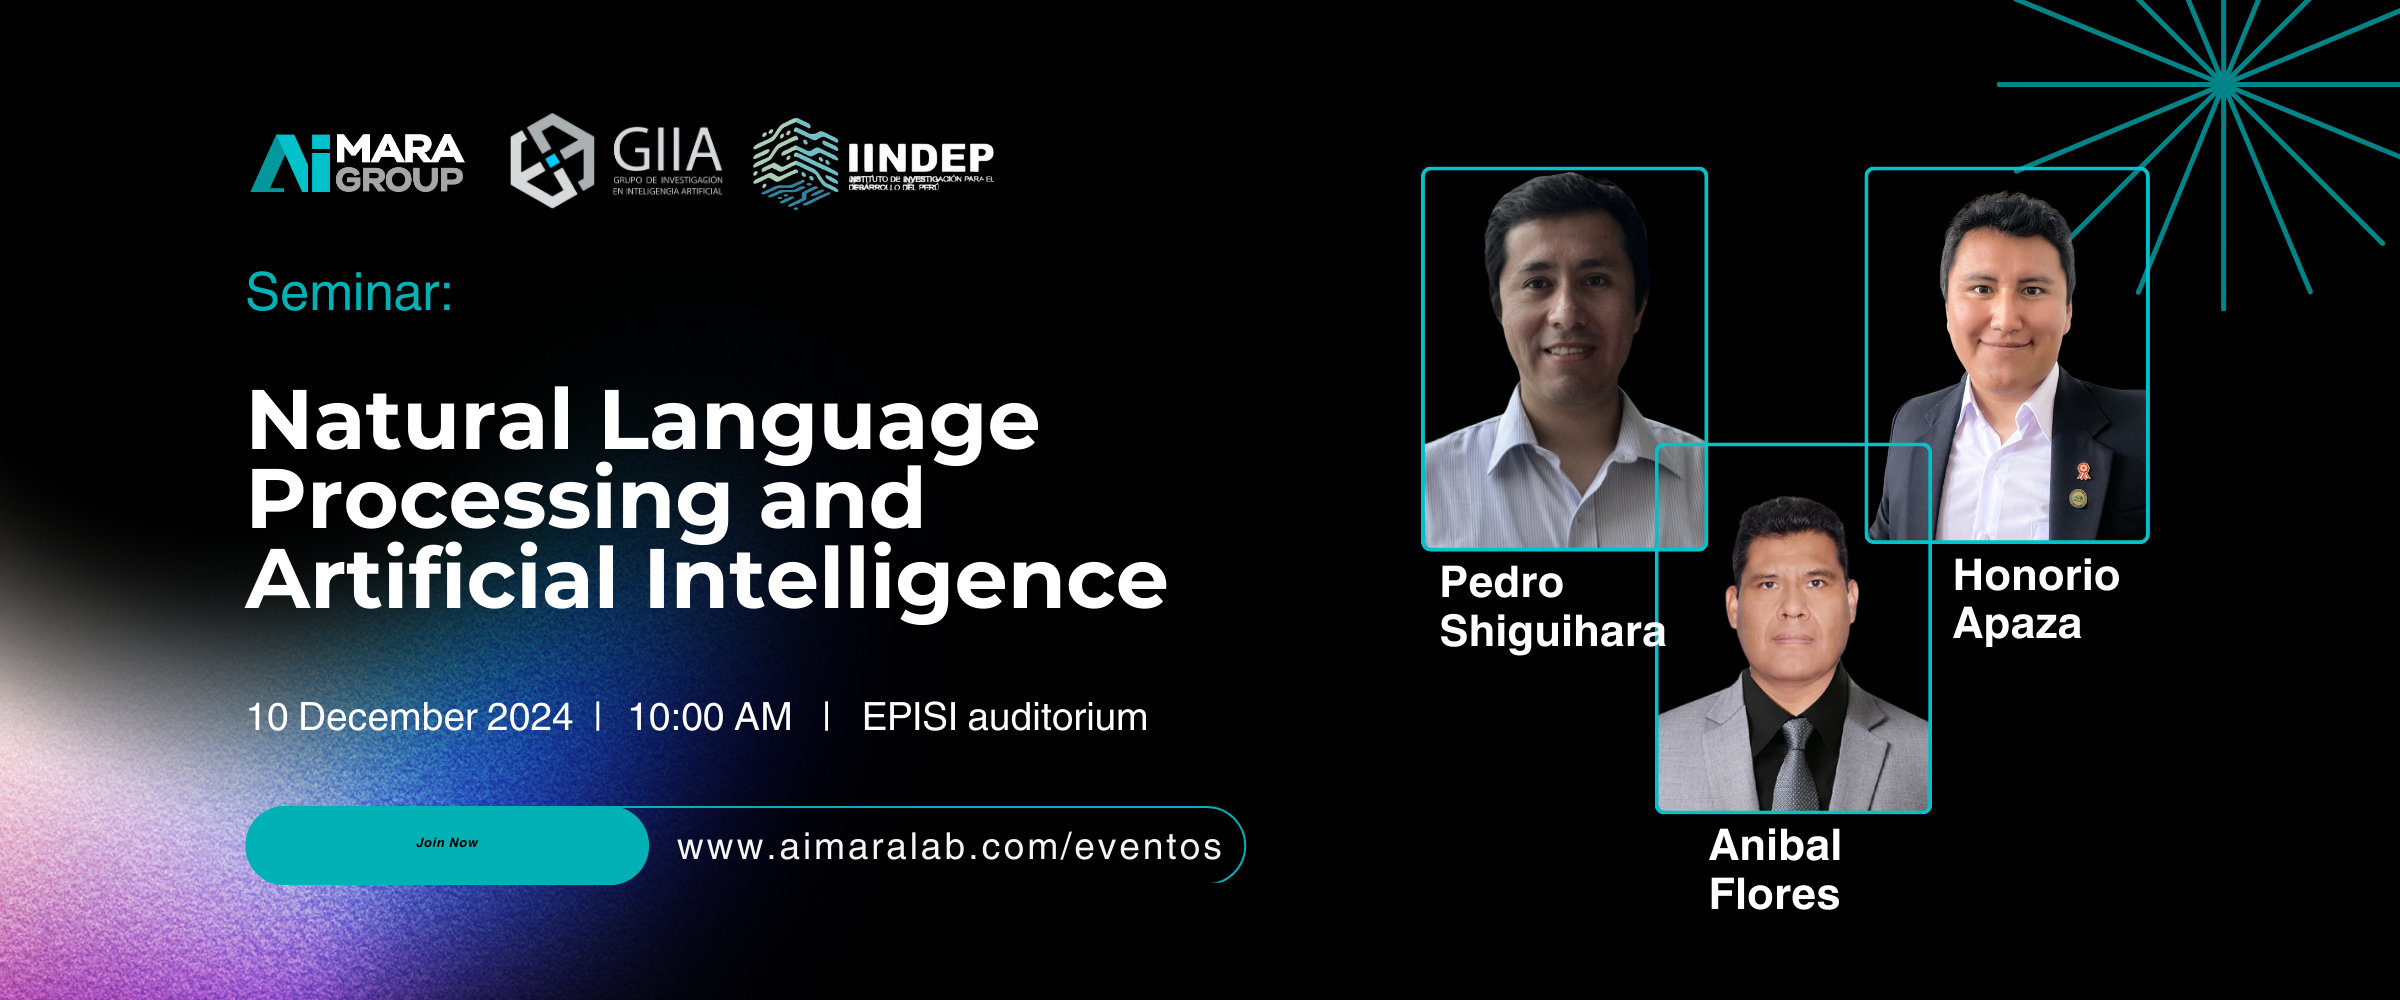 AiMARA
GROUP
GIIA
GRUPO DE INVESTIGACIÓN
EN INTELIGENCIA ARTIFICIAL
IINDEP
INSTITUTO DE INVESTIGACIÓN PARA EL
DESARROLLO DEL PERÚ
Seminar:
Natural Language
Processing and
Artificial Intelligence
10 December 2024 | 10:00 AM | EPISI auditorium
Join Now
www.aimaralab.com/eventos
Pedro
Shiguihara
Honorio
Apaza
Anibal
Flores